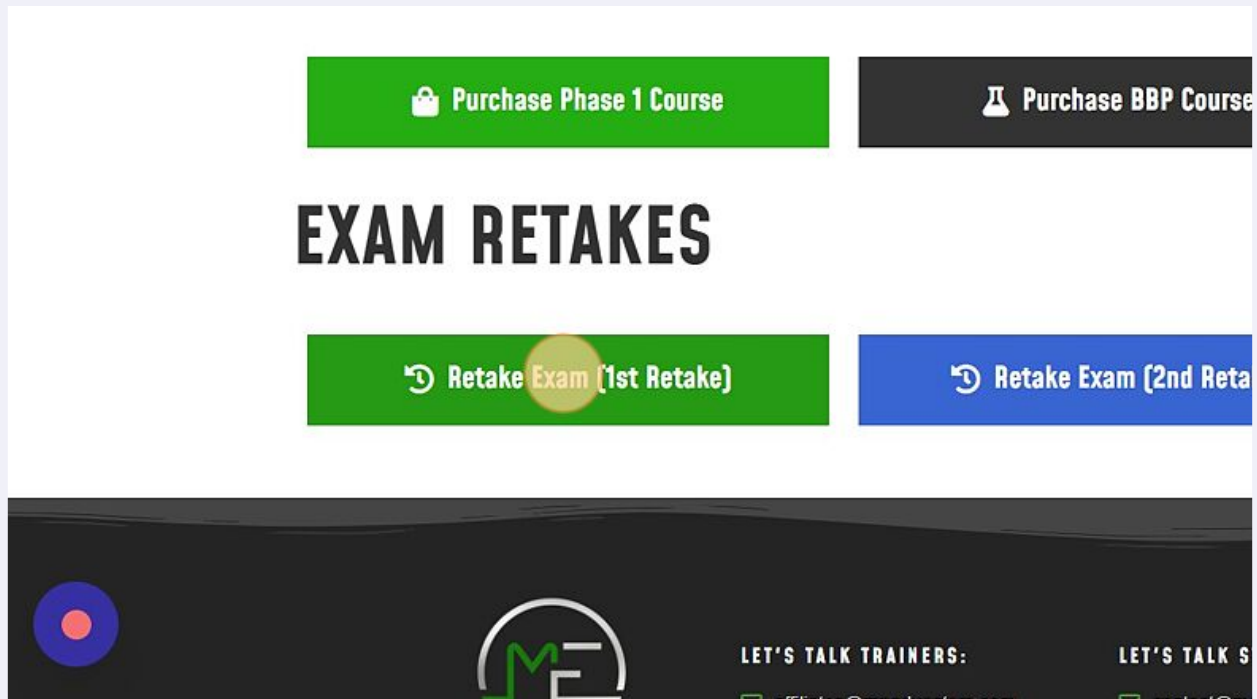 Purchase Phase 1 Course
Purchase BBP Course
EXAM RETAKES
Retake Exam (1st Retake)
Retake Exam (2nd Reta
LET'S TALK TRAINERS:
LET'S TALK S
ME